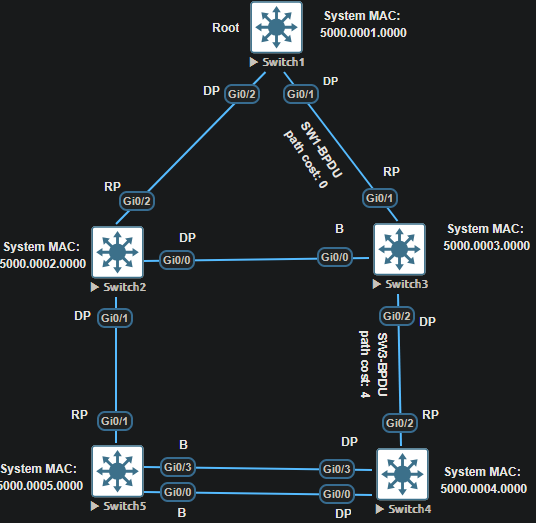 System MAC:
5000.0001.0000
Root
▶ Switch1
DP
Gi0/2
Gi0/1
DP
SW1-BPDU
path cost: 0
RP
Gi0/2
RP
Gi0/1
System MAC:
5000.0002.0000
DP
Gi0/0
B
Gi0/0
System MAC:
5000.0003.0000
▶ Switch2
▶ Switch3
DP
Gi0/1
Gi0/2
DP
SW3-BPDU
path cost: 4
RP
Gi0/1
Gi0/2
RP
System MAC:
5000.0005.0000
B
Gi0/3
DP
Gi0/3
System MAC:
5000.0004.0000
Gi0/0
Gi0/0
▶ Switch5
B
DP
▶ Switch4